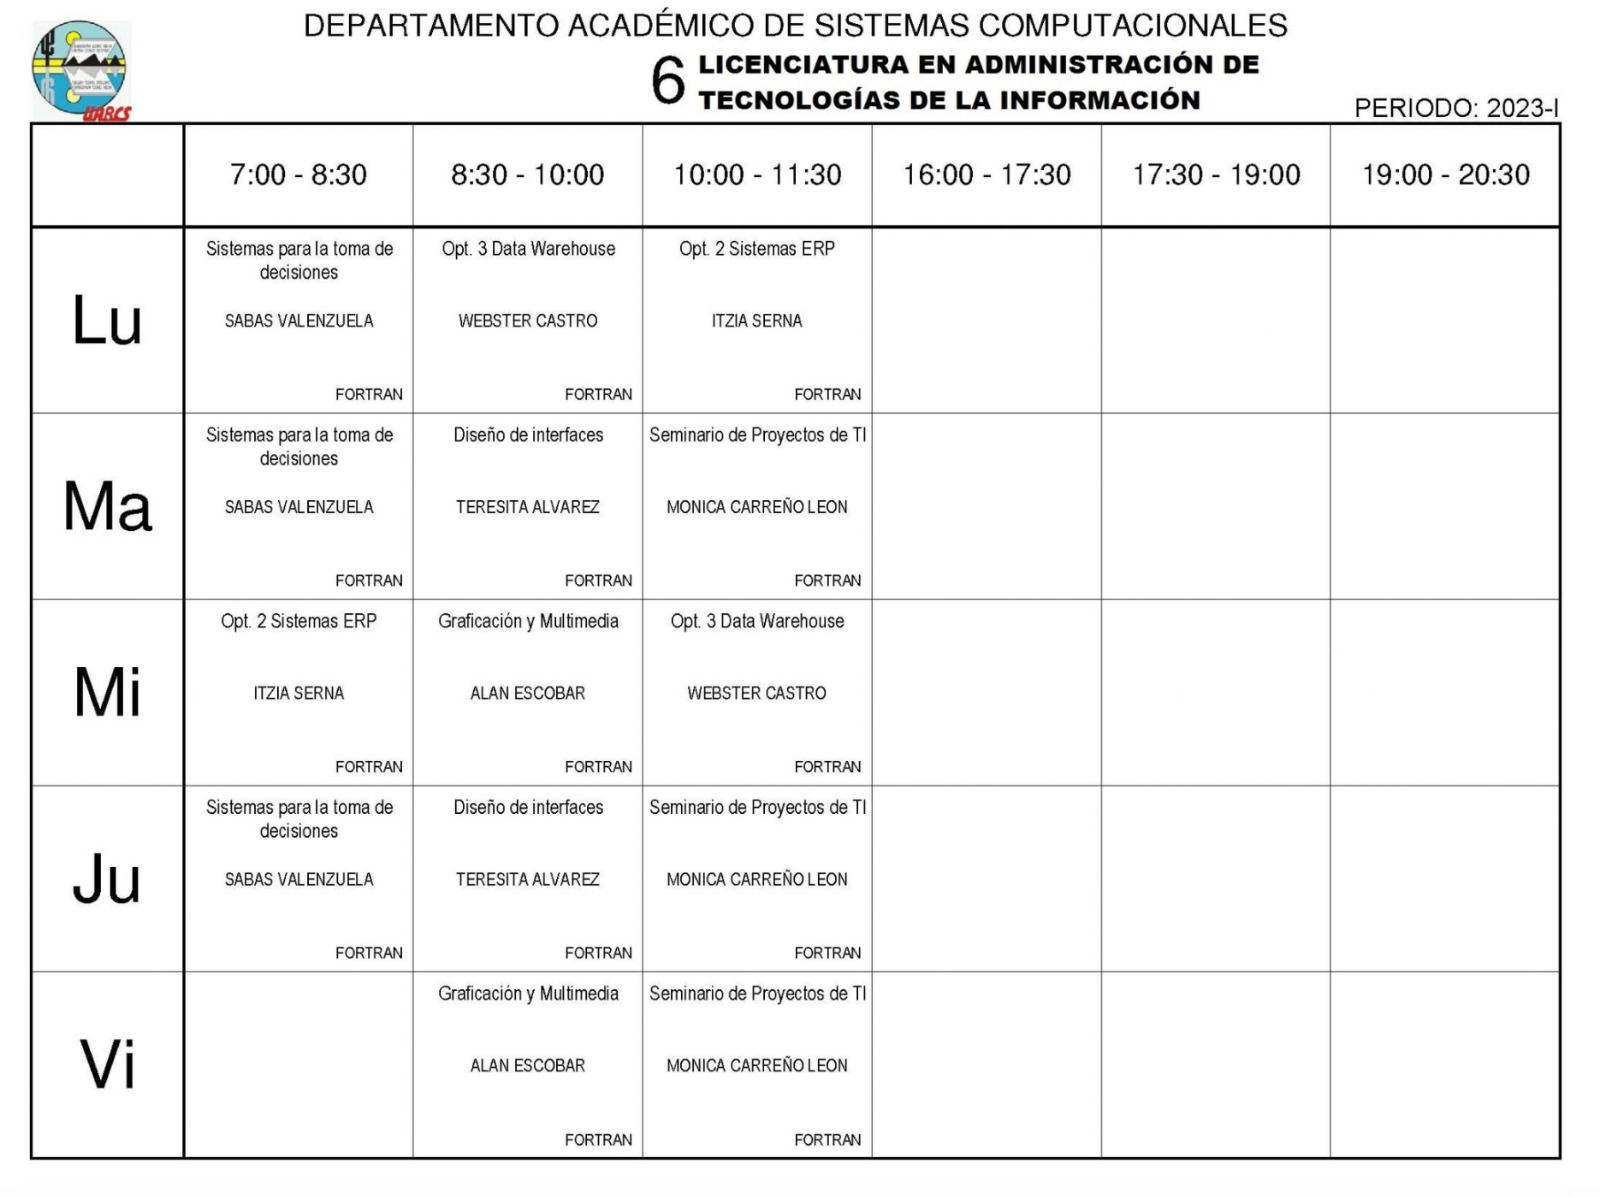 DEPARTAMENTO ACADÉMICO DE SISTEMAS COMPUTACIONALES
6 LICENCIATURA EN ADMINISTRACIÓN DE
TECNOLOGÍAS DE LA INFORMACIÓN
UABCS
PERIODO: 2023-I
7:00 - 8:30 8:30 - 10:00 10:00 - 11:30 16:00 - 17:30 17:30 - 19:00 19:00 - 20:30
Lu
Sistemas para la toma de
decisiones
SABAS VALENZUELA
FORTRAN
Opt. 3 Data Warehouse
WEBSTER CASTRO
FORTRAN
Opt. 2 Sistemas ERP
ITZIA SERNA
FORTRAN
Ma
Sistemas para la toma de
decisiones
SABAS VALENZUELA
FORTRAN
Diseño de interfaces
TERESITA ALVAREZ
FORTRAN
Seminario de Proyectos de TI
MONICA CARREÑO LEON
FORTRAN
Mi
Opt. 2 Sistemas ERP
ITZIA SERNA
FORTRAN
Graficación y Multimedia
ALAN ESCOBAR
FORTRAN
Opt. 3 Data Warehouse
WEBSTER CASTRO
FORTRAN
Ju
Sistemas para la toma de
decisiones
SABAS VALENZUELA
FORTRAN
Diseño de interfaces
TERESITA ALVAREZ
FORTRAN
Seminario de Proyectos de TI
MONICA CARREÑO LEON
FORTRAN
Vi
Graficación y Multimedia
ALAN ESCOBAR
FORTRAN
Seminario de Proyectos de TI
MONICA CARREÑO LEON
FORTRAN